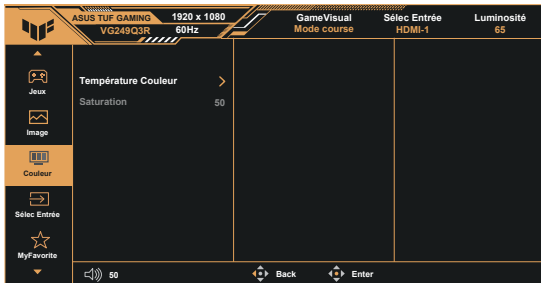 ASUS TUF GAMING
VG249Q3R
1920 x 1080
60Hz
GameVisual
Mode course
Sélec Entrée
HDMI-1
Luminosité
65
Jeux
Image
Couleur
Sélec Entrée
MyFavorite
Température Couleur
Saturation 50
50
Back
Enter